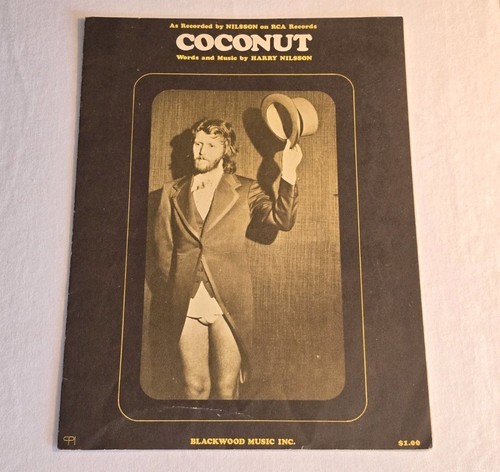 As Recorded by NILSSON on RCA Records
COCONUT
Words and Music by HARRY NILSSON
BLACKWOOD MUSIC INC.
$1.00